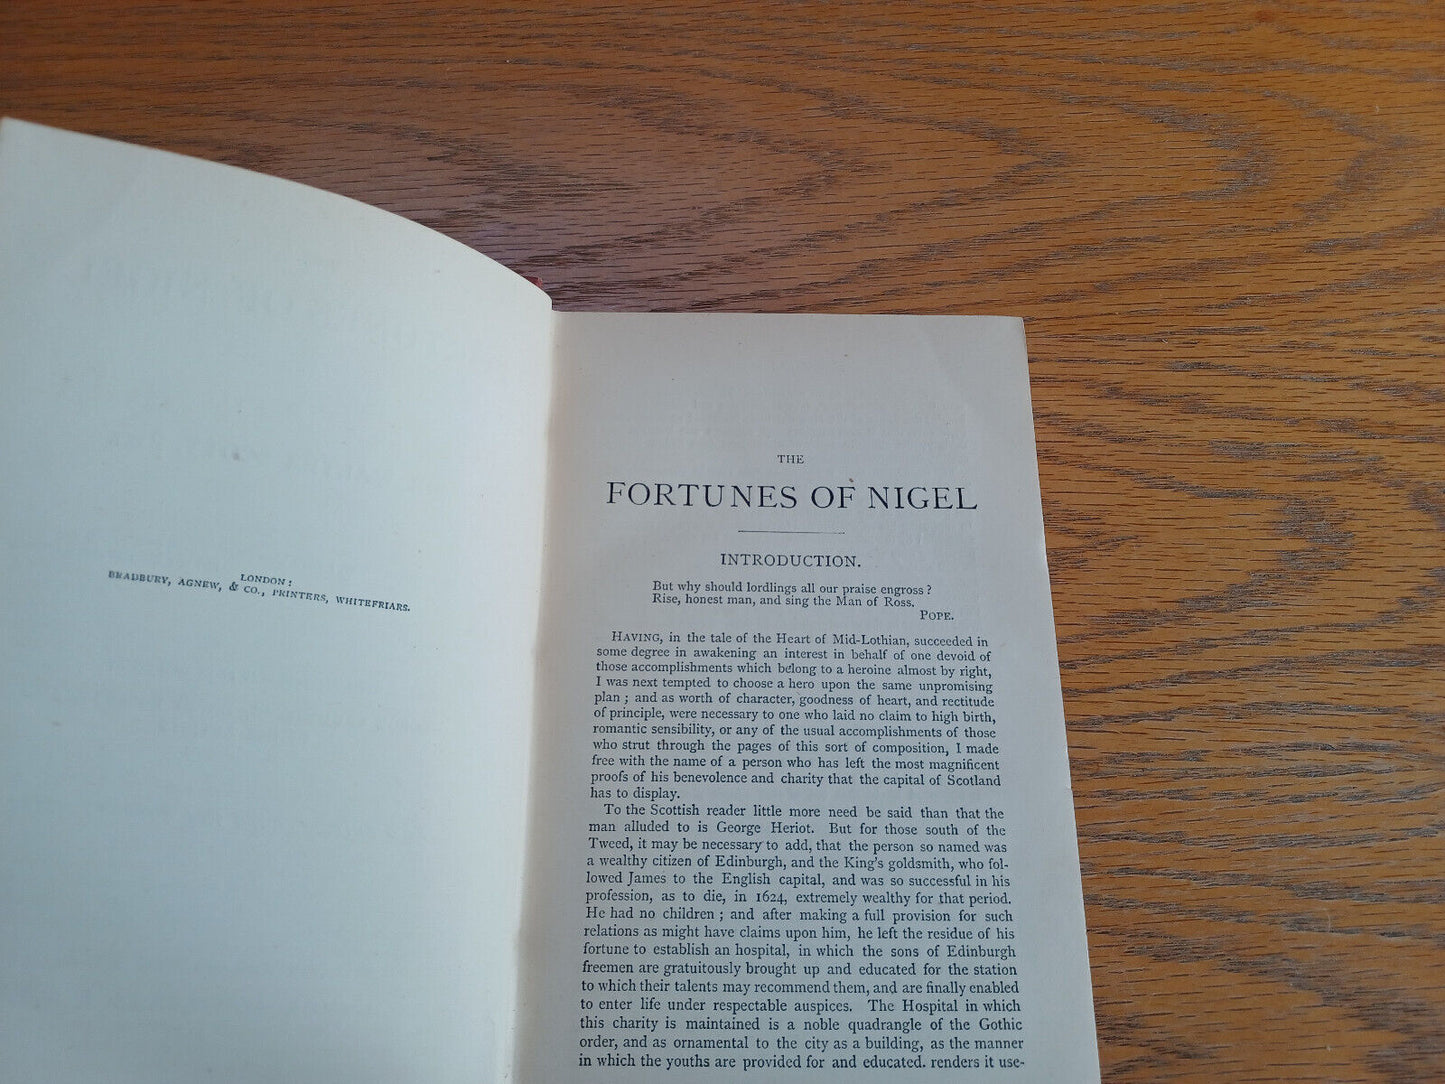 LONDON:
BRADBURY, AGNEW, & CO., PRINTERS, WHITEFRIARS.
THE
FORTUNES OF NIGEL
INTRODUCTION.
But why should lordlings all our praise engross ?
Rise, honest man, and sing the Man of Ross.
POPE.
HAVING, in the tale of the Heart of Mid-Lothian, succeeded in
some degree in awakening an interest in behalf of one devoid of
those accomplishments which belong to a heroine almost by right,
I was next tempted to choose a hero upon the same unpromising
plan ; and as worth of character, goodness of heart, and rectitude
of principle, were necessary to one who laid no claim to high birth,
romantic sensibility, or any of the usual accomplishments of those
who strut through the pages of this sort of composition, I made
free with the name of a person who has left the most magnificent
proofs of his benevolence and charity that the capital of Scotland
has to display.
To the Scottish reader little more need be said than that the
man alluded to is George Heriot. But for those south of the
Tweed, it may be necessary to add, that the person so named was
a wealthy citizen of Edinburgh, and the King's goldsmith, who fol-
lowed James to the English capital, and was so successful in his
profession, as to die, in 1624, extremely wealthy for that period.
He had no children ; and after making a full provision for such
relations as might have claims upon him, he left the residue of his
fortune to establish an hospital, in which the sons of Edinburgh
freemen are gratuitously brought up and educated for the station
to which their talents may recommend them, and are finally enabled
to enter life under respectable auspices. The Hospital in which
this charity is maintained is a noble quadrangle of the Gothic
order, and as ornamental to the city as a building, as the manner
in which the youths are provided for and educated, renders it use-